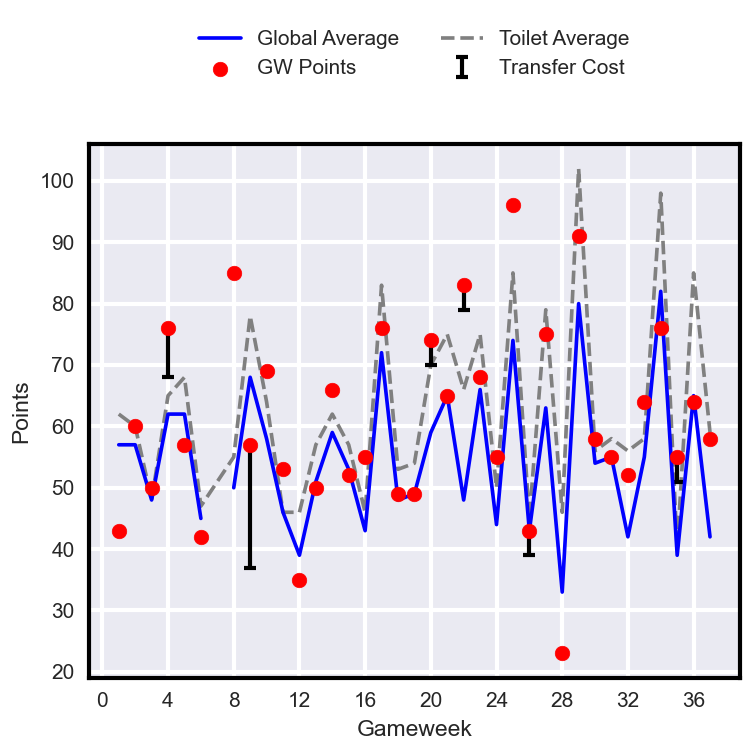 Global Average
Toilet Average
GW Points
Transfer Cost
100
90
80
70
60
50
40
30
20
Points
0 4 8 12 16 20 24 28 32 36
Gameweek